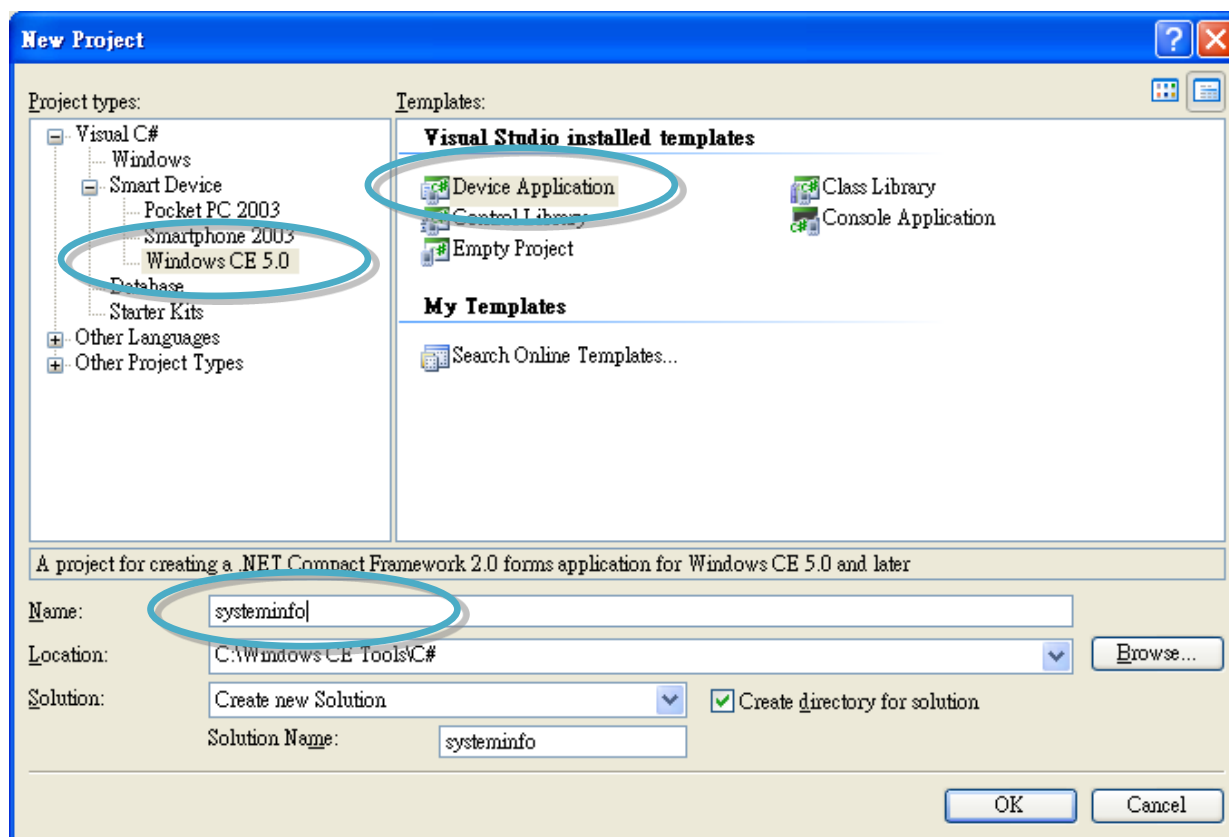 New Project
Project types:
Templates:
Visual C#
Windows
Smart Device
Pocket PC 2003
Smartphone 2003
Windows CE 5.0
Database
Starter Kits
Other Languages
Other Project Types
Visual Studio installed templates
Device Application
Class Library
Control Library
Console Application
Empty Project
My Templates
Search Online Templates...
A project for creating a .NET Compact Framework 2.0 forms application for Windows CE 5.0 and later
Name:
systeminfo
Location:
C:\Windows CE Tools\C#
Browse...
Solution:
Create new Solution
Create directory for solution
Solution Name:
systeminfo
OK
Cancel